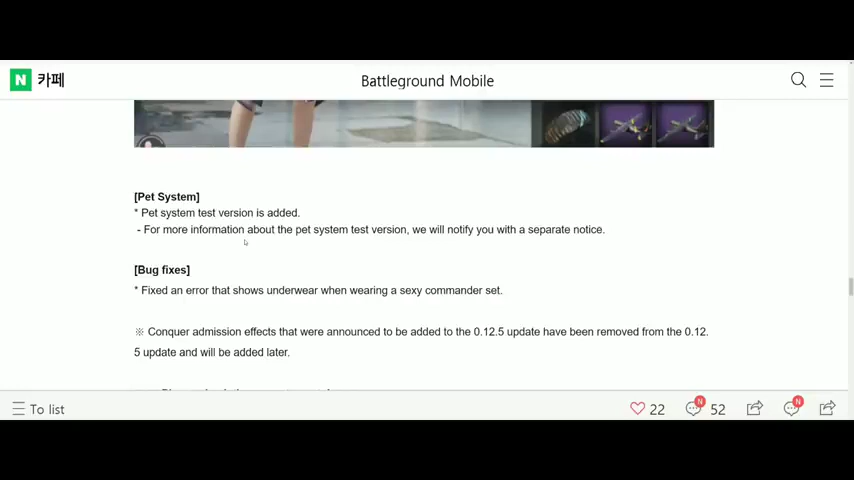 N 카페
Battleground Mobile
[Pet System]
* Pet system test version is added.
- For more information about the pet system test version, we will notify you with a separate notice.
[Bug fixes]
* Fixed an error that shows underwear when wearing a sexy commander set.
※ Conquer admission effects that were announced to be added to the 0.12.5 update have been removed from the 0.12.
5 update and will be added later.
To list
22
N
52
N